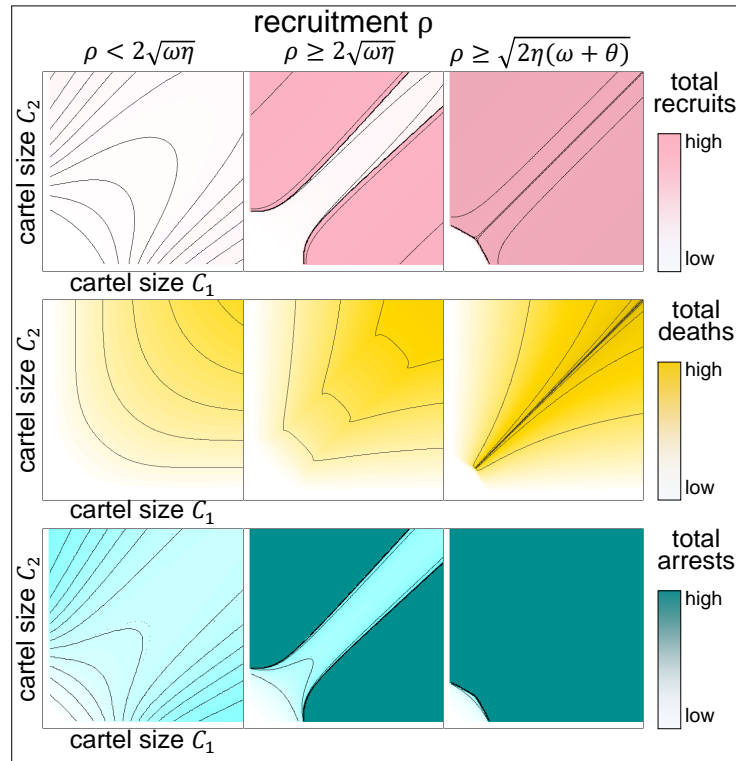 recruitment ρ
ρ < 2√ωη
ρ ≥ 2√ωη
ρ ≥ √2η(ω + θ)
cartel size C₂
cartel size C₁
total recruits
high
low
cartel size C₂
cartel size C₁
total deaths
high
low
cartel size C₂
cartel size C₁
total arrests
high
low